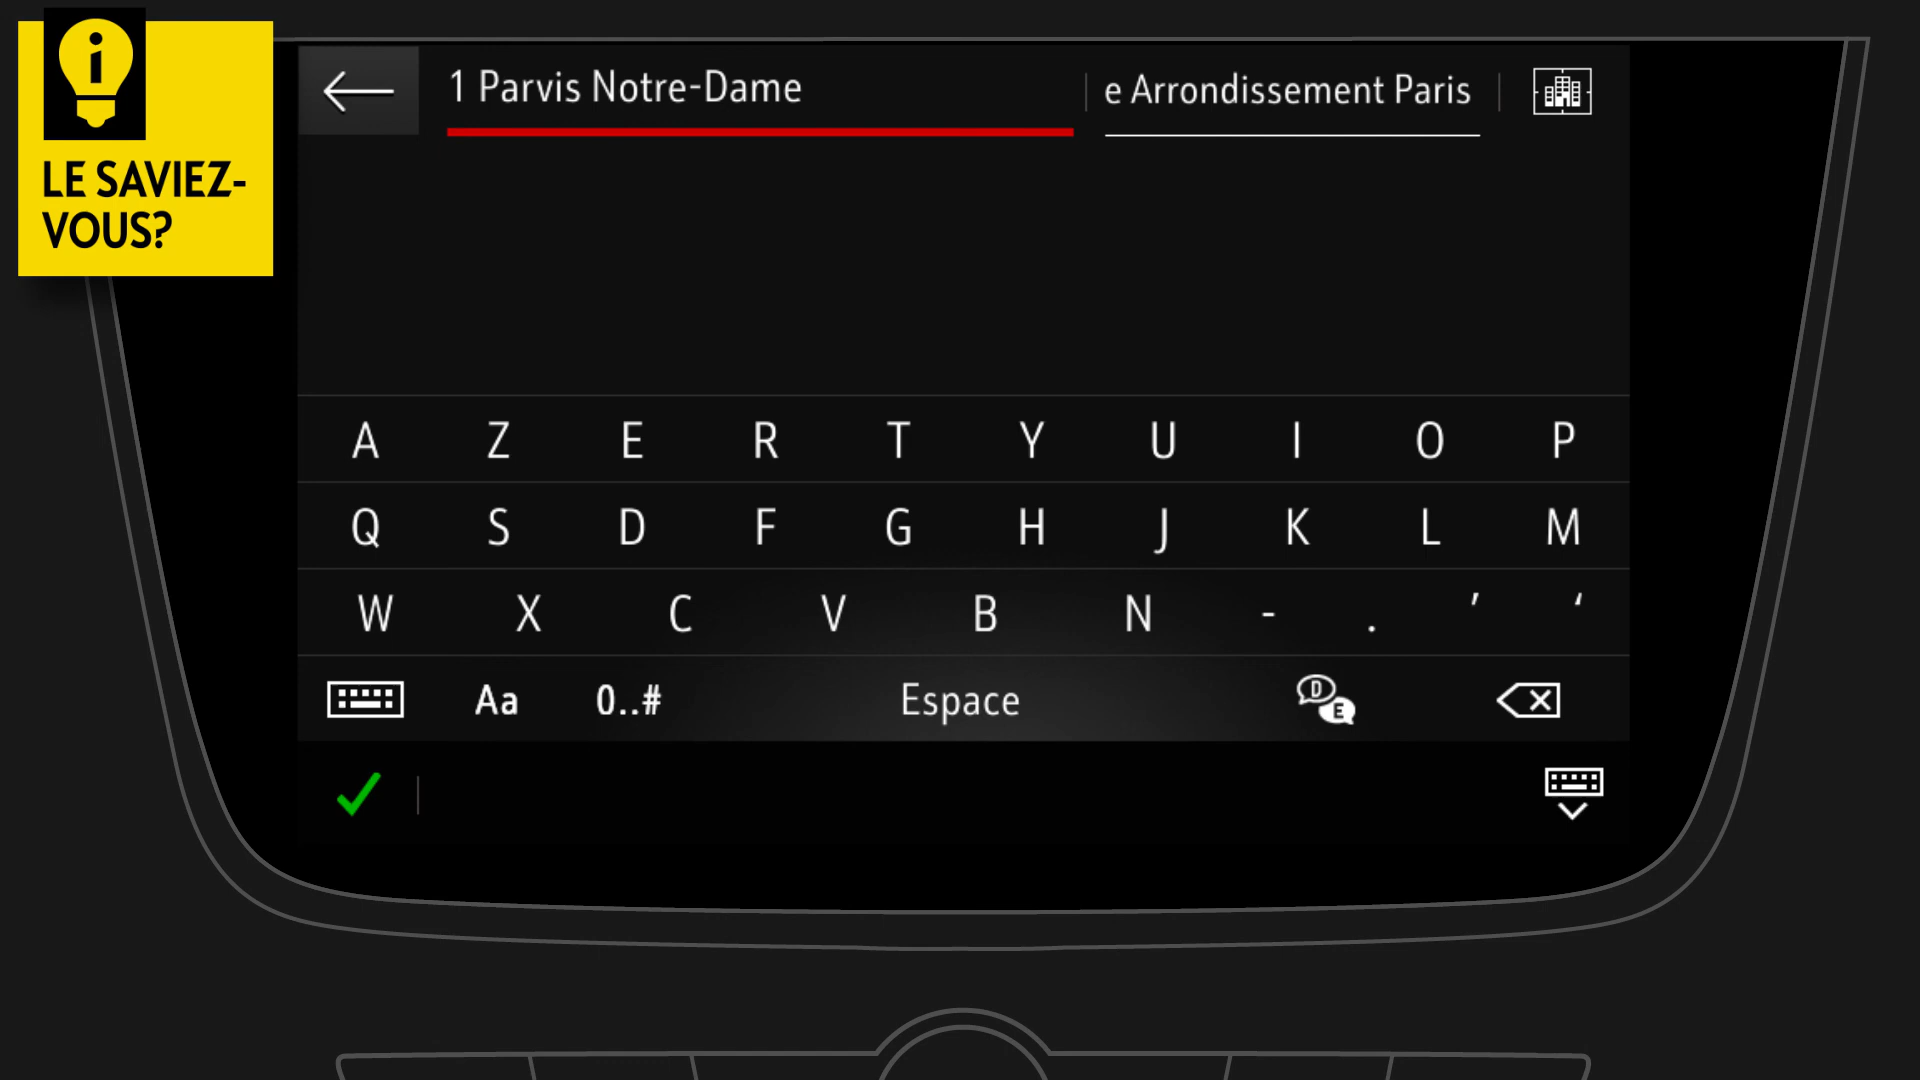 i
LE SAVIEZ-
VOUS?
1 Parvis Notre-Dame
e Arrondissement Paris
A Z E R T Y U I O P
Q S D F G H J K L M
W X C V B N - . ’ ‘
Aa 0..# Espace D E